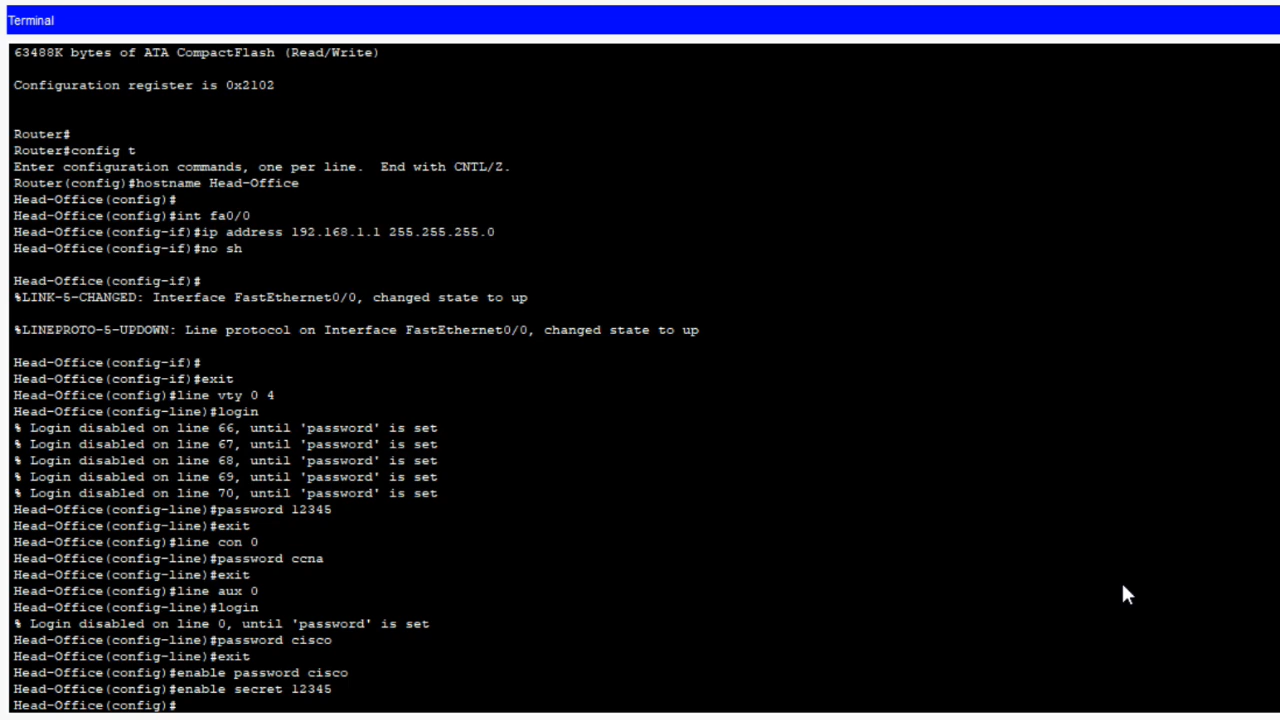 Terminal
63488K bytes of ATA CompactFlash (Read/Write)
Configuration register is 0x2102
Router#
Router#config t
Enter configuration commands, one per line.  End with CNTL/Z.
Router(config)#hostname Head-Office
Head-Office(config)#
Head-Office(config)#int fa0/0
Head-Office(config-if)#ip address 192.168.1.1 255.255.255.0
Head-Office(config-if)#no sh
Head-Office(config-if)#
%LINK-5-CHANGED: Interface FastEthernet0/0, changed state to up
%LINEPROTO-5-UPDOWN: Line protocol on Interface FastEthernet0/0, changed state to up
Head-Office(config-if)#
Head-Office(config-if)#exit
Head-Office(config)#line vty 0 4
Head-Office(config-line)#login
% Login disabled on line 66, until 'password' is set
% Login disabled on line 67, until 'password' is set
% Login disabled on line 68, until 'password' is set
% Login disabled on line 69, until 'password' is set
% Login disabled on line 70, until 'password' is set
Head-Office(config-line)#password 12345
Head-Office(config-line)#exit
Head-Office(config)#line con 0
Head-Office(config-line)#password ccna
Head-Office(config-line)#exit
Head-Office(config)#line aux 0
Head-Office(config-line)#login
% Login disabled on line 0, until 'password' is set
Head-Office(config-line)#password cisco
Head-Office(config-line)#exit
Head-Office(config)#enable password cisco
Head-Office(config)#enable secret 12345
Head-Office(config)#